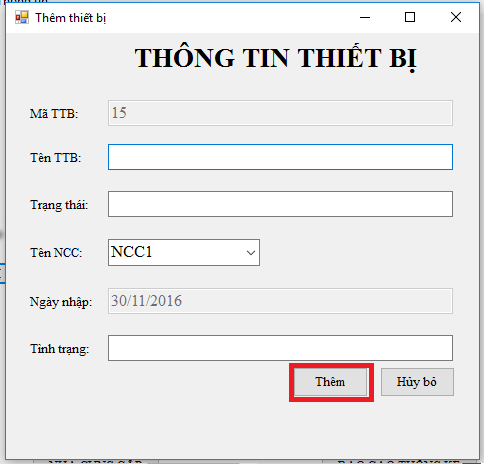 Thêm thiết bị
THÔNG TIN THIẾT BỊ
Mã TTB: 15
Tên TTB:
Trạng thái:
Tên NCC: NCC1
Ngày nhập: 30/11/2016
Tình trạng:
Thêm Hủy bỏ